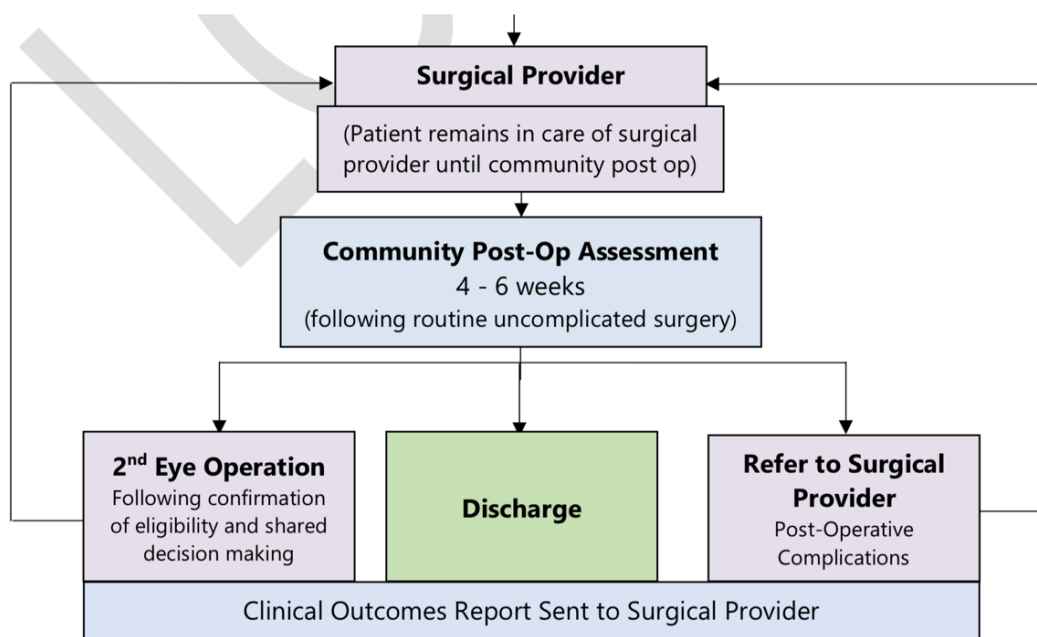 Surgical Provider
(Patient remains in care of surgical
provider until community post op)
Community Post-Op Assessment
4 - 6 weeks
(following routine uncomplicated surgery)
2nd Eye Operation
Following confirmation
of eligibility and shared
decision making
Discharge
Refer to Surgical
Provider
Post-Operative
Complications
Clinical Outcomes Report Sent to Surgical Provider